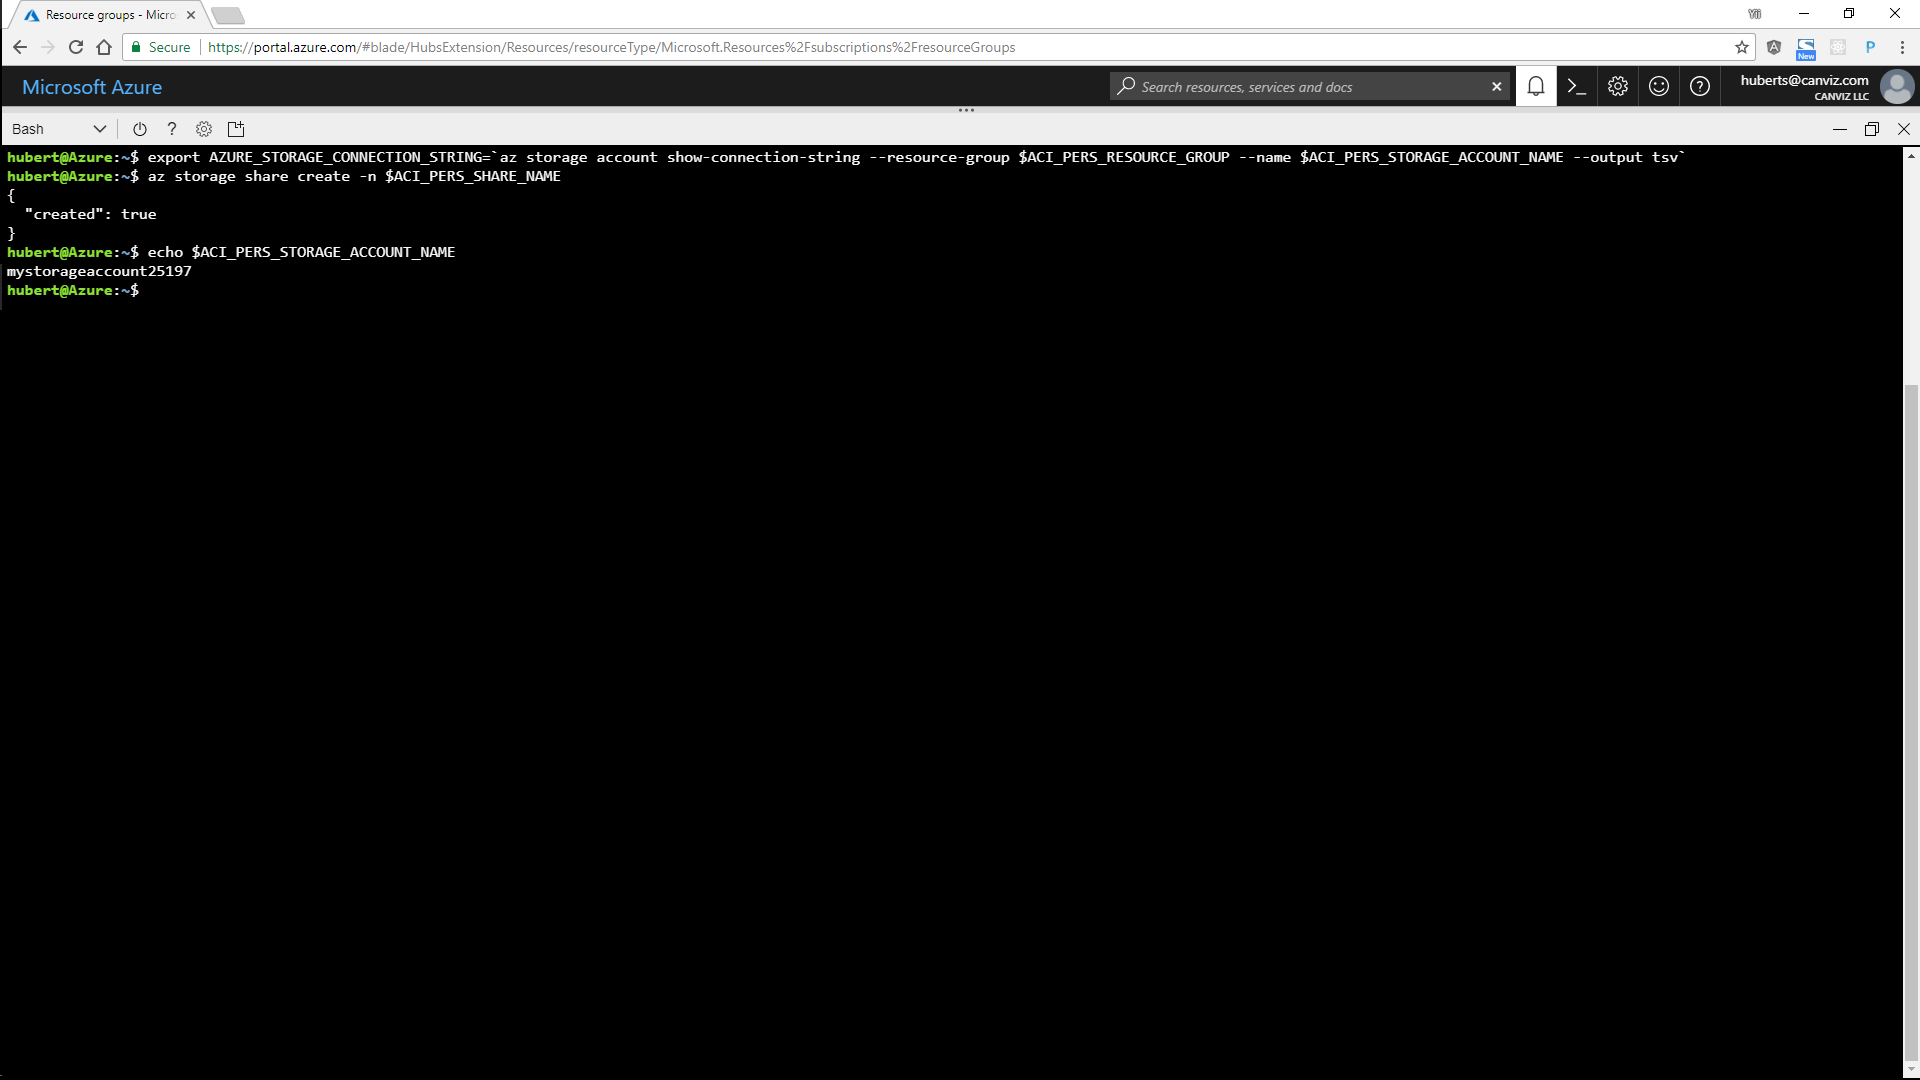 Resource groups - Micro
Yii
Secure
https://portal.azure.com/#blade/HubsExtension/Resources/resourceType/Microsoft.Resources%2Fsubscriptions%2FresourceGroups
New
P
Microsoft Azure
Search resources, services and docs
huberts@canviz.com
CANVIZ LLC
Bash
?
hubert@Azure:~$ export AZURE_STORAGE_CONNECTION_STRING=`az storage account show-connection-string --resource-group $ACI_PERS_RESOURCE_GROUP --name $ACI_PERS_STORAGE_ACCOUNT_NAME --output tsv`
hubert@Azure:~$ az storage share create -n $ACI_PERS_SHARE_NAME
{
  "created": true
}
hubert@Azure:~$ echo $ACI_PERS_STORAGE_ACCOUNT_NAME
mystorageaccount25197
hubert@Azure:~$